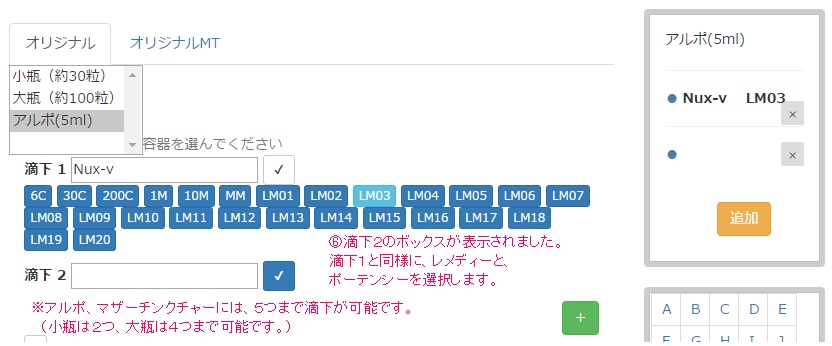 オリジナル オリジナルMT
小瓶（約30粒）
大瓶（約100粒）
アルポ(5ml)
容器を選んでください
滴下 1 Nux-v ✓
6C 30C 200C 1M 10M MM LM01 LM02 LM03 LM04 LM05 LM06 LM07
LM08 LM09 LM10 LM11 LM12 LM13 LM14 LM15 LM16 LM17 LM18
LM19 LM20
⑥滴下２のボックスが表示されました。
滴下１と同様に、レメディーと、
ポーテンシーを選択します。
滴下 2 ✓
※アルポ、マザーチンクチャーには、５つまで滴下が可能です。
（小瓶は２つ、大瓶は４つまで可能です。）
+
アルポ(5ml)
Nux-v LM03
×
×
追加
A B C D E
F G H I J